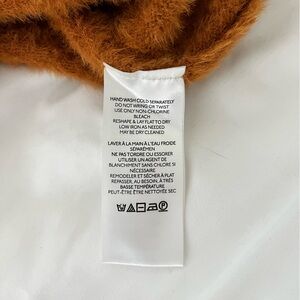 HAND WASH COLD SEPARATELY
DO NOT WRING OR TWIST
USE ONLY NON-CHLORINE
BLEACH
RESHAPE & LAY FLAT TO DRY
LOW IRON AS NEEDED
MAY BE DRY CLEANED
LAVER À LA MAIN À L'EAU FROIDE
SÉPARÉMEN
NE PAS TORDRE OU ESSORER
UTILISER UN AGENT DE
BLANCHIMENT SANS CHLORE SI
NÉCESSAIRE
REMODELER ET SÉCHER À PLAT
REPASSER, AU BESOIN, À TRÈS
BASSE TEMPÉRATURE
PEUT-ÊTRE ÊTRE NETTOYÉE SEC